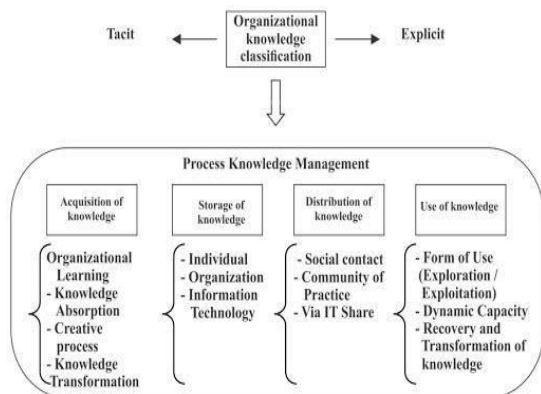 Tacit
Organizational
knowledge
classification
Explicit
Process Knowledge Management
Acquisition of
knowledge
Storage of
knowledge
Distribution of
knowledge
Use of knowledge
Organizational
Learning
- Knowledge
Absorption
- Creative
process
- Knowledge
Transformation
- Individual
- Organization
- Information
Technology
- Social contact
- Community of
Practice
- Via IT Share
- Form of Use
(Exploration /
Exploitation)
- Dynamic Capacity
- Recovery and
Transformation of
knowledge